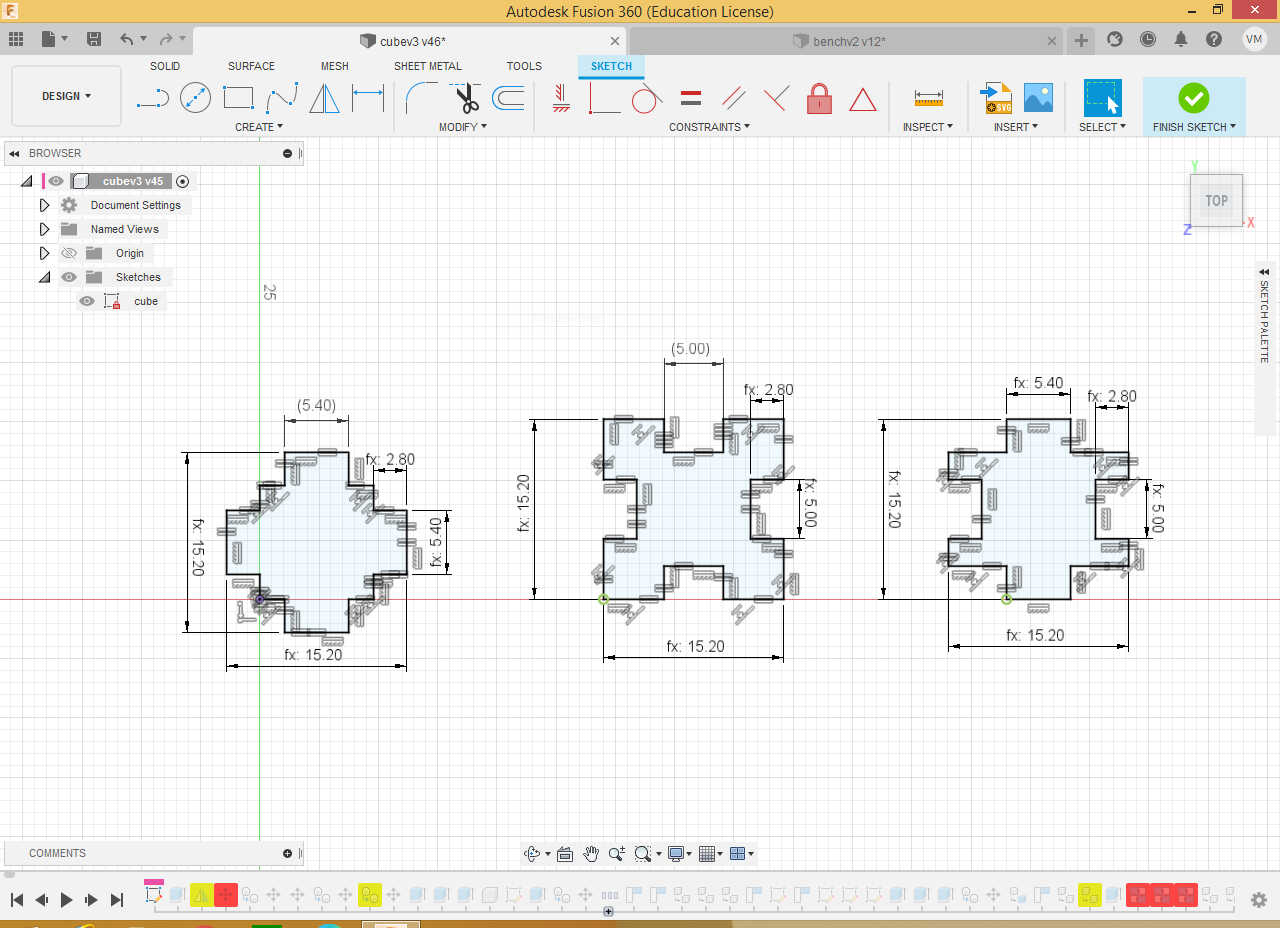 Autodesk Fusion 360 (Education License)
cubev3 v46*
benchv2 v12*
VM
DESIGN
SOLID
SURFACE
MESH
SHEET METAL
TOOLS
SKETCH
CREATE
MODIFY
CONSTRAINTS
INSPECT
INSERT
SVG
SELECT
FINISH SKETCH
BROWSER
cubev3 v45
Document Settings
Named Views
Origin
Sketches
cube
Y
TOP
X
Z
SKETCH PALETTE
25
(5.40)
fx: 2.80
fx: 15.20
fx: 5.40
fx: 15.20
(5.00)
fx: 2.80
fx: 15.20
fx: 5.00
fx: 15.20
fx: 5.40
fx: 2.80
fx: 15.20
fx: 5.00
fx: 15.20
COMMENTS